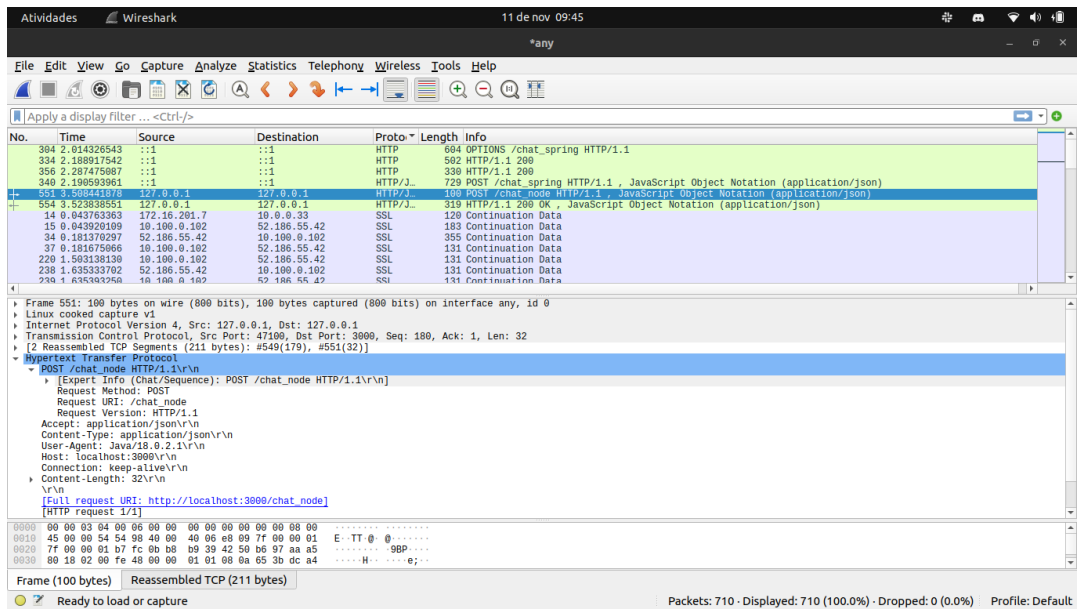 Atividades Wireshark 11 de nov 09:45
*any
File Edit View Go Capture Analyze Statistics Telephony Wireless Tools Help
Apply a display filter ... <Ctrl-/>
No. Time Source Destination Proto Length Info
304 2.014326543 ::1 ::1 HTTP 604 OPTIONS /chat_spring HTTP/1.1
334 2.188917542 ::1 ::1 HTTP 502 HTTP/1.1 200
356 2.287475087 ::1 ::1 HTTP 330 HTTP/1.1 200
340 2.190593961 ::1 ::1 HTTP/J… 729 POST /chat_spring HTTP/1.1 , JavaScript Object Notation (application/json)
551 3.508441878 127.0.0.1 127.0.0.1 HTTP/J… 100 POST /chat_node HTTP/1.1 , JavaScript Object Notation (application/json)
554 3.523838551 127.0.0.1 127.0.0.1 HTTP/J… 319 HTTP/1.1 200 OK , JavaScript Object Notation (application/json)
14 0.043763363 172.16.201.7 10.0.0.33 SSL 120 Continuation Data
15 0.043920109 10.100.0.102 52.186.55.42 SSL 183 Continuation Data
34 0.181370297 52.186.55.42 10.100.0.102 SSL 355 Continuation Data
37 0.181675066 10.100.0.102 52.186.55.42 SSL 131 Continuation Data
220 1.503138130 10.100.0.102 52.186.55.42 SSL 131 Continuation Data
238 1.635333702 52.186.55.42 10.100.0.102 SSL 131 Continuation Data
239 1.635393250 10.100.0.102 52.186.55.42 SSL 131 Continuation Data
Frame 551: 100 bytes on wire (800 bits), 100 bytes captured (800 bits) on interface any, id 0
Linux cooked capture v1
Internet Protocol Version 4, Src: 127.0.0.1, Dst: 127.0.0.1
Transmission Control Protocol, Src Port: 47100, Dst Port: 3000, Seq: 180, Ack: 1, Len: 32
[2 Reassembled TCP Segments (211 bytes): #549(179), #551(32)]
Hypertext Transfer Protocol
POST /chat_node HTTP/1.1\r\n
[Expert Info (Chat/Sequence): POST /chat_node HTTP/1.1\r\n]
Request Method: POST
Request URI: /chat_node
Request Version: HTTP/1.1
Accept: application/json\r\n
Content-Type: application/json\r\n
User-Agent: Java/18.0.2.1\r\n
Host: localhost:3000\r\n
Connection: keep-alive\r\n
Content-Length: 32\r\n
\r\n
[Full request URI: http://localhost:3000/chat_node]
[HTTP request 1/1]
0000 00 00 03 04 00 06 00 00 00 00 00 00 00 00 08 00 ········ ········
0010 45 00 00 54 54 98 40 00 40 06 e8 09 7f 00 00 01 E··TT·@· @·······
0020 7f 00 00 01 b7 fc 0b b8 b9 39 42 50 b6 97 aa a5 ········ ·9BP····
0030 80 18 02 00 fe 48 00 00 01 01 08 0a 65 3b dc a4 ·····H·· ····e;··
Frame (100 bytes) Reassembled TCP (211 bytes)
Ready to load or capture Packets: 710 · Displayed: 710 (100.0%) · Dropped: 0 (0.0%) Profile: Default